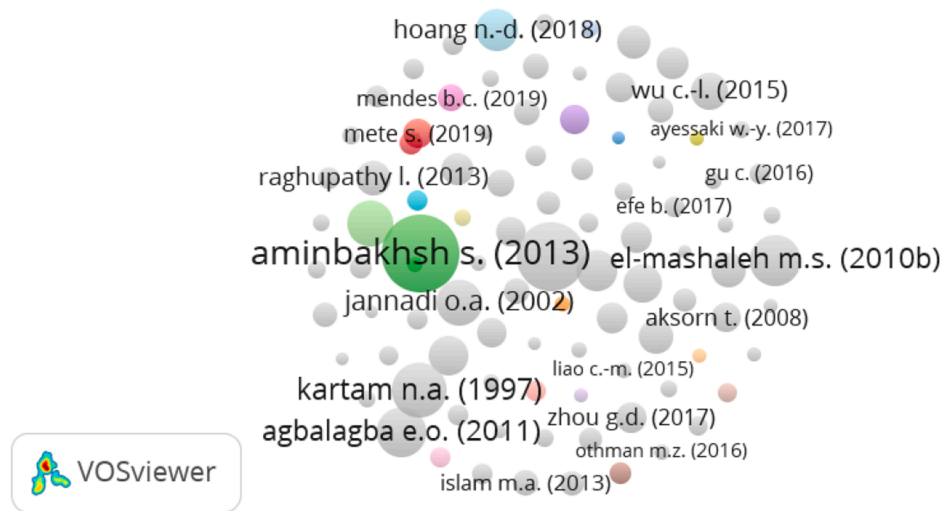 hoang n.-d. (2018)
wu c.-l. (2015)
mendes b.c. (2019)
ayessaki w.-y. (2017)
mete s. (2019)
gu c. (2016)
raghupathy l. (2013)
efe b. (2017)
aminbakhsh s. (2013)
el-mashaleh m.s. (2010b)
jannadi o.a. (2002)
aksorn t. (2008)
liao c.-m. (2015)
kartam n.a. (1997)
zhou g.d. (2017)
agbalagba e.o. (2011)
othman m.z. (2016)
islam m.a. (2013)
VOSviewer